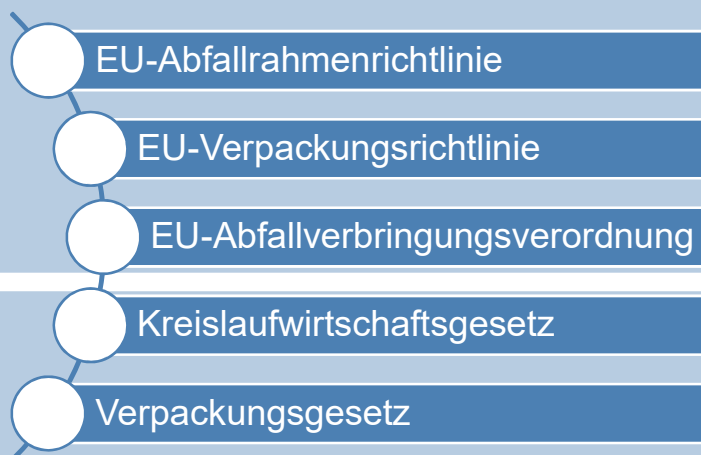 EU-Abfallrahmenrichtlinie
EU-Verpackungsrichtlinie
EU-Abfallverbringungsverordnung
Kreislaufwirtschaftsgesetz
Verpackungsgesetz